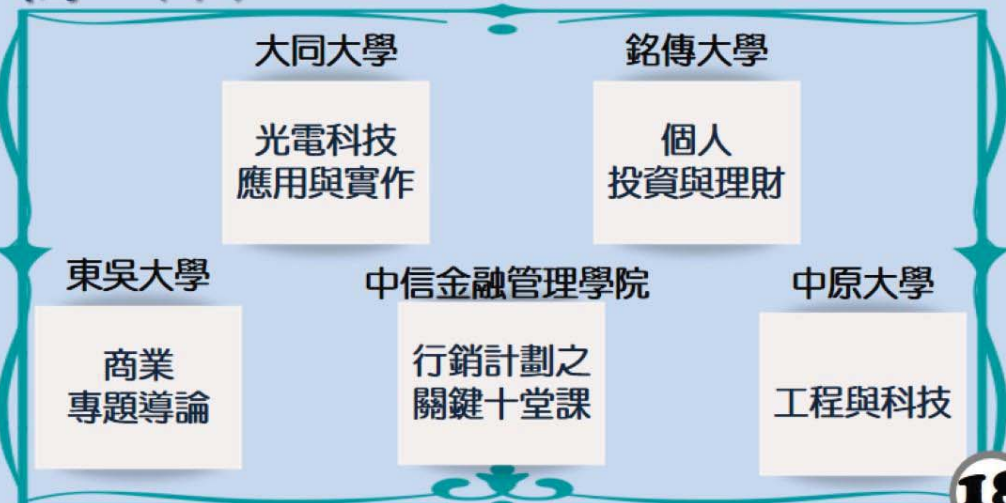 大同大學
銘傳大學
光電科技
應用與實作
個人
投資與理財
東吳大學
中信金融管理學院
中原大學
商業
專題導論
行銷計劃之
關鍵十堂課
工程與科技